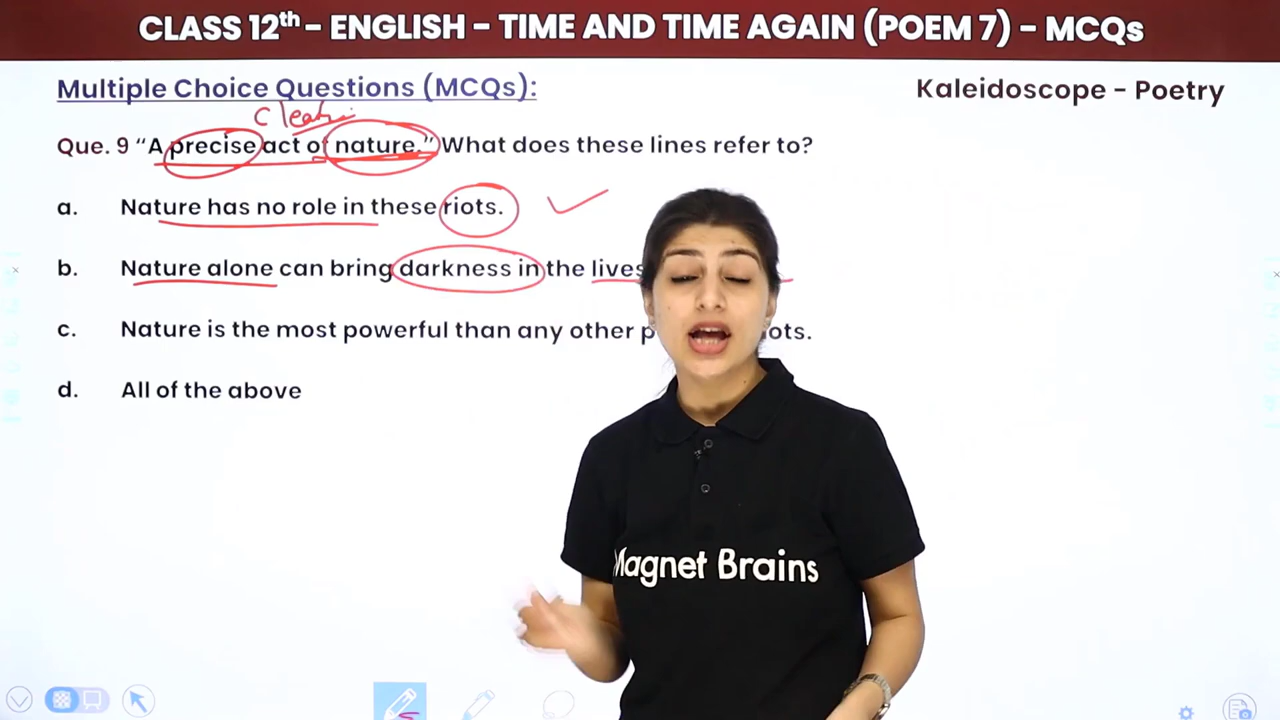 CLASS 12th – ENGLISH – TIME AND TIME AGAIN (POEM 7) – MCQs
Multiple Choice Questions (MCQs):
Kaleidoscope – Poetry
Que. 9 “A precise act of nature.” What does these lines refer to?
a. Nature has no role in these riots.
b. Nature alone can bring darkness in the lives
c. Nature is the most powerful than any other
d. All of the above
Magnet Brains